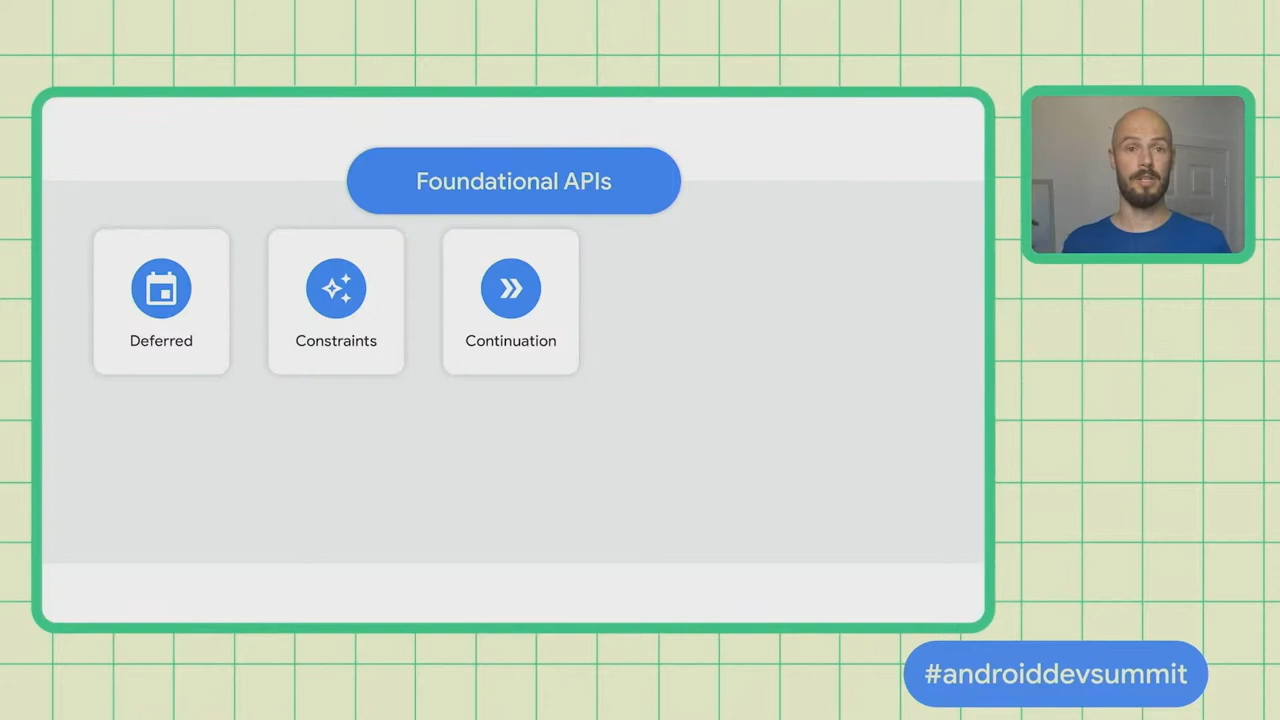 Foundational APIs
Deferred
Constraints
Continuation
#androiddevsummit